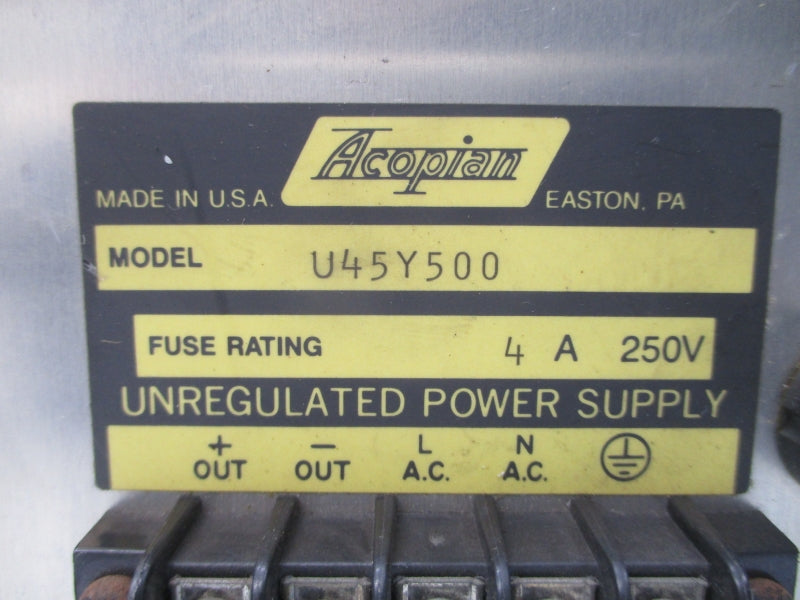 Acopian
MADE IN U.S.A. EASTON, PA
MODEL U45Y500
FUSE RATING 4 A 250V
UNREGULATED POWER SUPPLY
+ − L N
OUT OUT A.C. A.C.